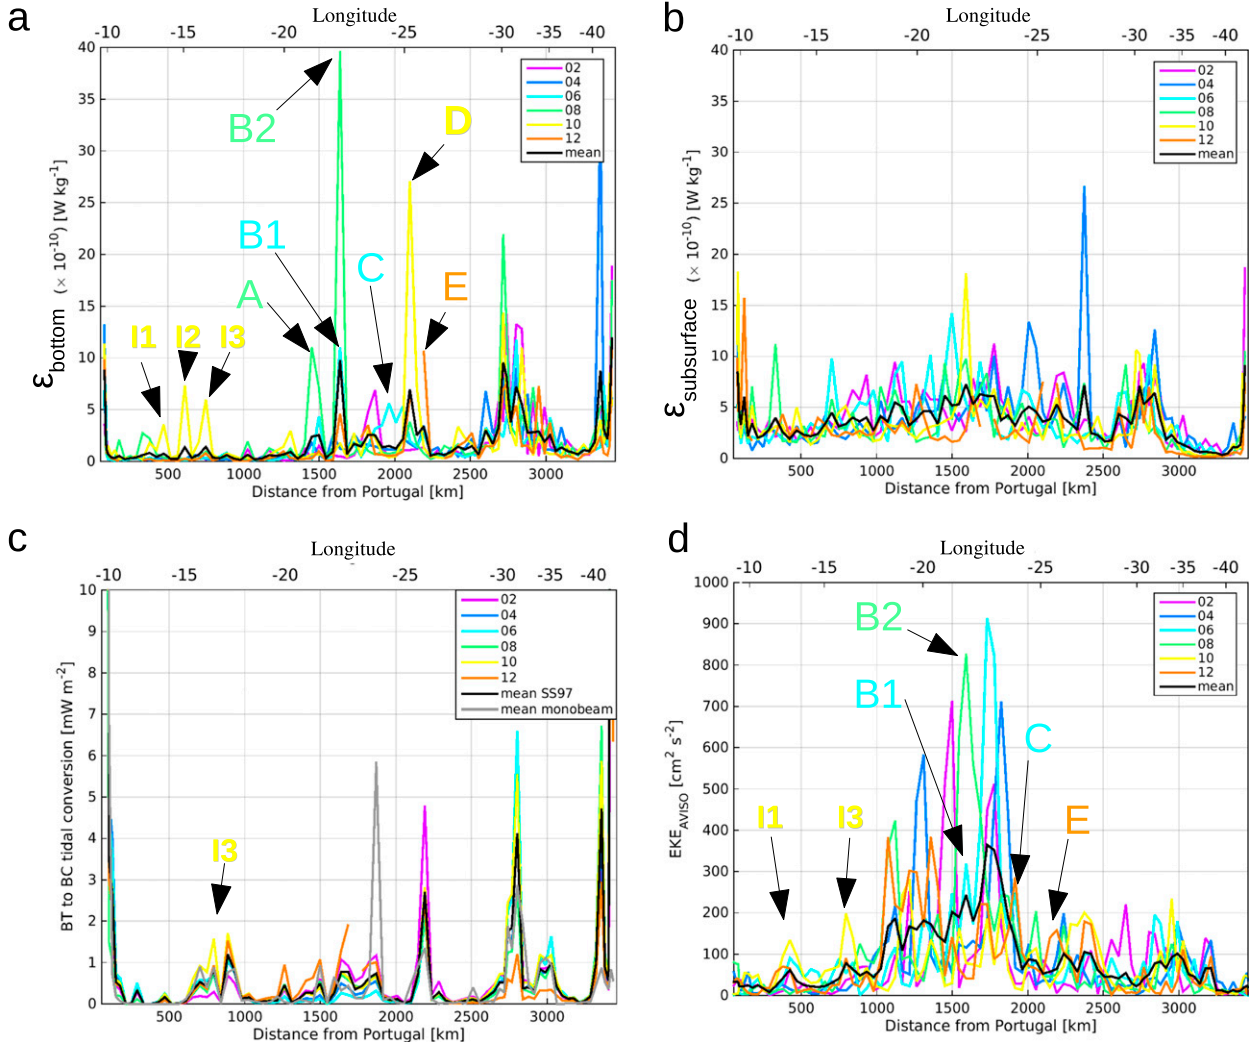 a
Longitude
-10 -15 -20 -25 -30 -40
40
35
30
25
20
15
10
5
0
ε bottom (× 10⁻¹⁰) [W kg⁻¹]
02
04
06
08
10
12
mean
B2
D
B1
C
A
E
I1 I2 I3
500 1000 1500 2000 2500 3000
Distance from Portugal [km]
b
Longitude
-10 -15 -20 -25 -30 -40
40
35
30
25
20
15
10
5
0
ε subsurface (× 10⁻¹⁰) [W kg⁻¹]
02
04
06
08
10
12
mean
500 1000 1500 2000 2500 3000
Distance from Portugal [km]
c
Longitude
-10 -15 -20 -25 -30 -40
10
9
8
7
6
5
4
3
2
1
0
BT to BC tidal conversion [mW m⁻²]
02
04
06
08
10
12
mean SS97
mean monobeam
I3
500 1000 1500 2000 2500 3000
Distance from Portugal [km]
d
Longitude
-10 -15 -20 -25 -30 -35 -40
1000
900
800
700
600
500
400
300
200
100
0
EKE AVISO [cm² s⁻²]
02
04
06
08
10
12
mean
B2
B1
C
I1 I3 E
500 1000 1500 2000 2500 3000
Distance from Portugal [km]